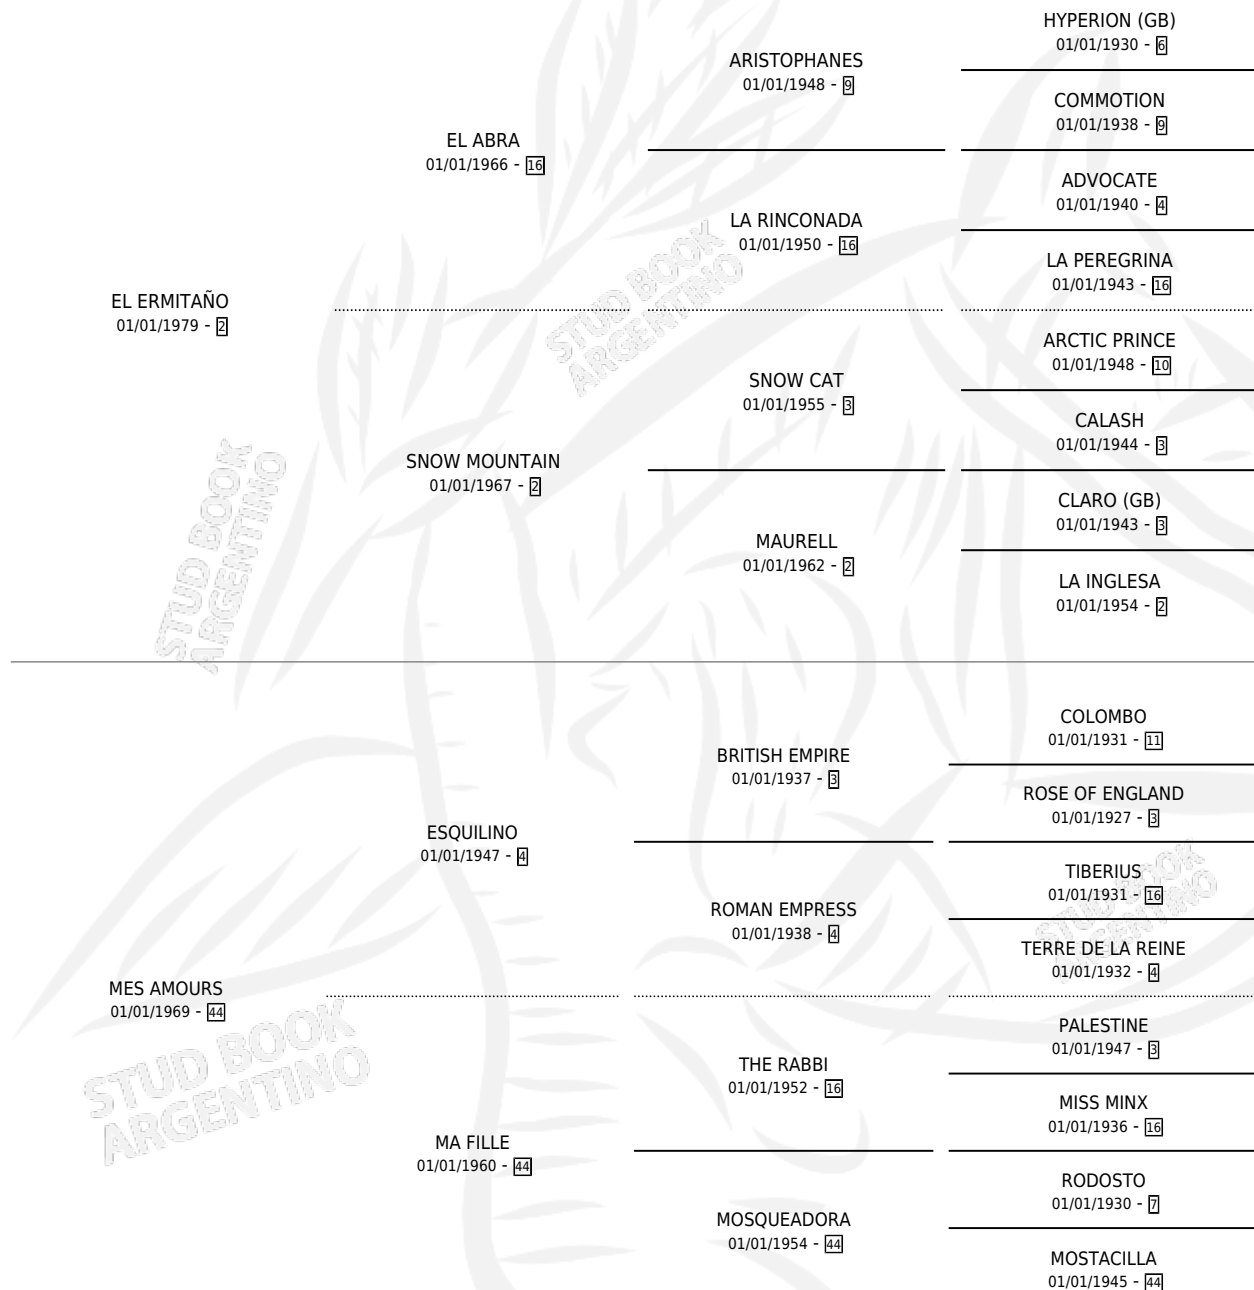 HYPERION (GB)
01/01/1930 - 6
ARISTOPHANES
01/01/1948 - 9
COMMOTION
01/01/1938 - 9
EL ABRA
01/01/1966 - 16
ADVOCATE
01/01/1940 - 4
LA RINCONADA
01/01/1950 - 16
LA PEREGRINA
01/01/1943 - 16
EL ERMITAÑO
01/01/1979 - 2
ARCTIC PRINCE
01/01/1948 - 10
SNOW CAT
01/01/1955 - 3
CALASH
01/01/1944 - 3
SNOW MOUNTAIN
01/01/1967 - 2
CLARO (GB)
01/01/1943 - 3
MAURELL
01/01/1962 - 2
LA INGLESA
01/01/1954 - 2
COLOMBO
01/01/1931 - 11
BRITISH EMPIRE
01/01/1937 - 3
ROSE OF ENGLAND
01/01/1927 - 3
ESQUILINO
01/01/1947 - 4
TIBERIUS
01/01/1931 - 16
ROMAN EMPRESS
01/01/1938 - 4
TERRE DE LA REINE
01/01/1932 - 4
MES AMOURS
01/01/1969 - 44
PALESTINE
01/01/1947 - 3
THE RABBI
01/01/1952 - 16
MISS MINX
01/01/1936 - 16
MA FILLE
01/01/1960 - 44
RODOSTO
01/01/1930 - 7
MOSQUEADORA
01/01/1954 - 44
MOSTACILLA
01/01/1945 - 44
STUD BOOK
ARGENTINO
STUD BOOK
ARGENTINO
STUD BOOK
ARGENTINO
STUD BOOK
ARGENTINO